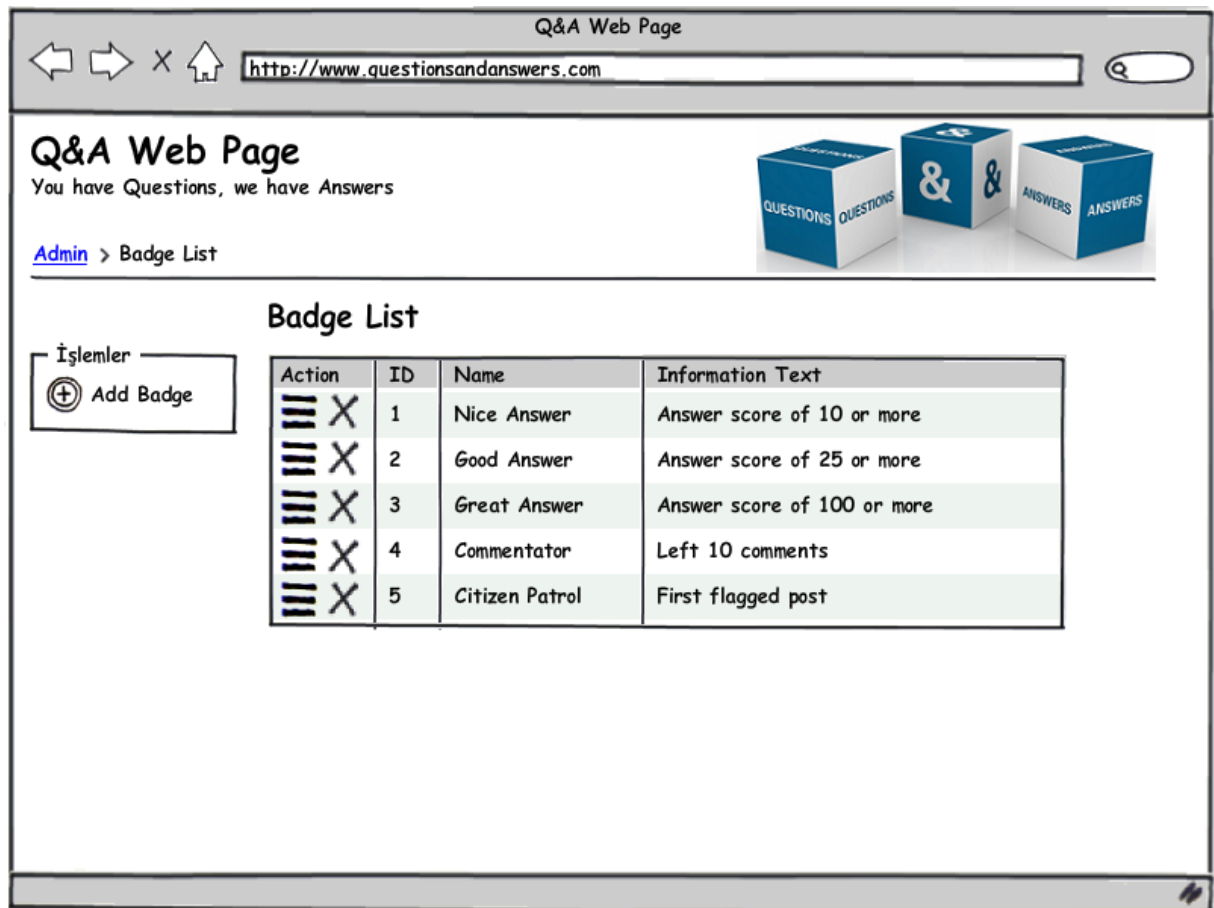 Q&A Web Page
http://www.questionsandanswers.com
Q&A Web Page
You have Questions, we have Answers
QUESTIONS
QUESTIONS
QUESTIONS
&
&
&
ANSWERS
ANSWERS
ANSWERS
Admin > Badge List
Badge List
İşlemler
Add Badge
Action ID Name Information Text
1 Nice Answer Answer score of 10 or more
2 Good Answer Answer score of 25 or more
3 Great Answer Answer score of 100 or more
4 Commentator Left 10 comments
5 Citizen Patrol First flagged post